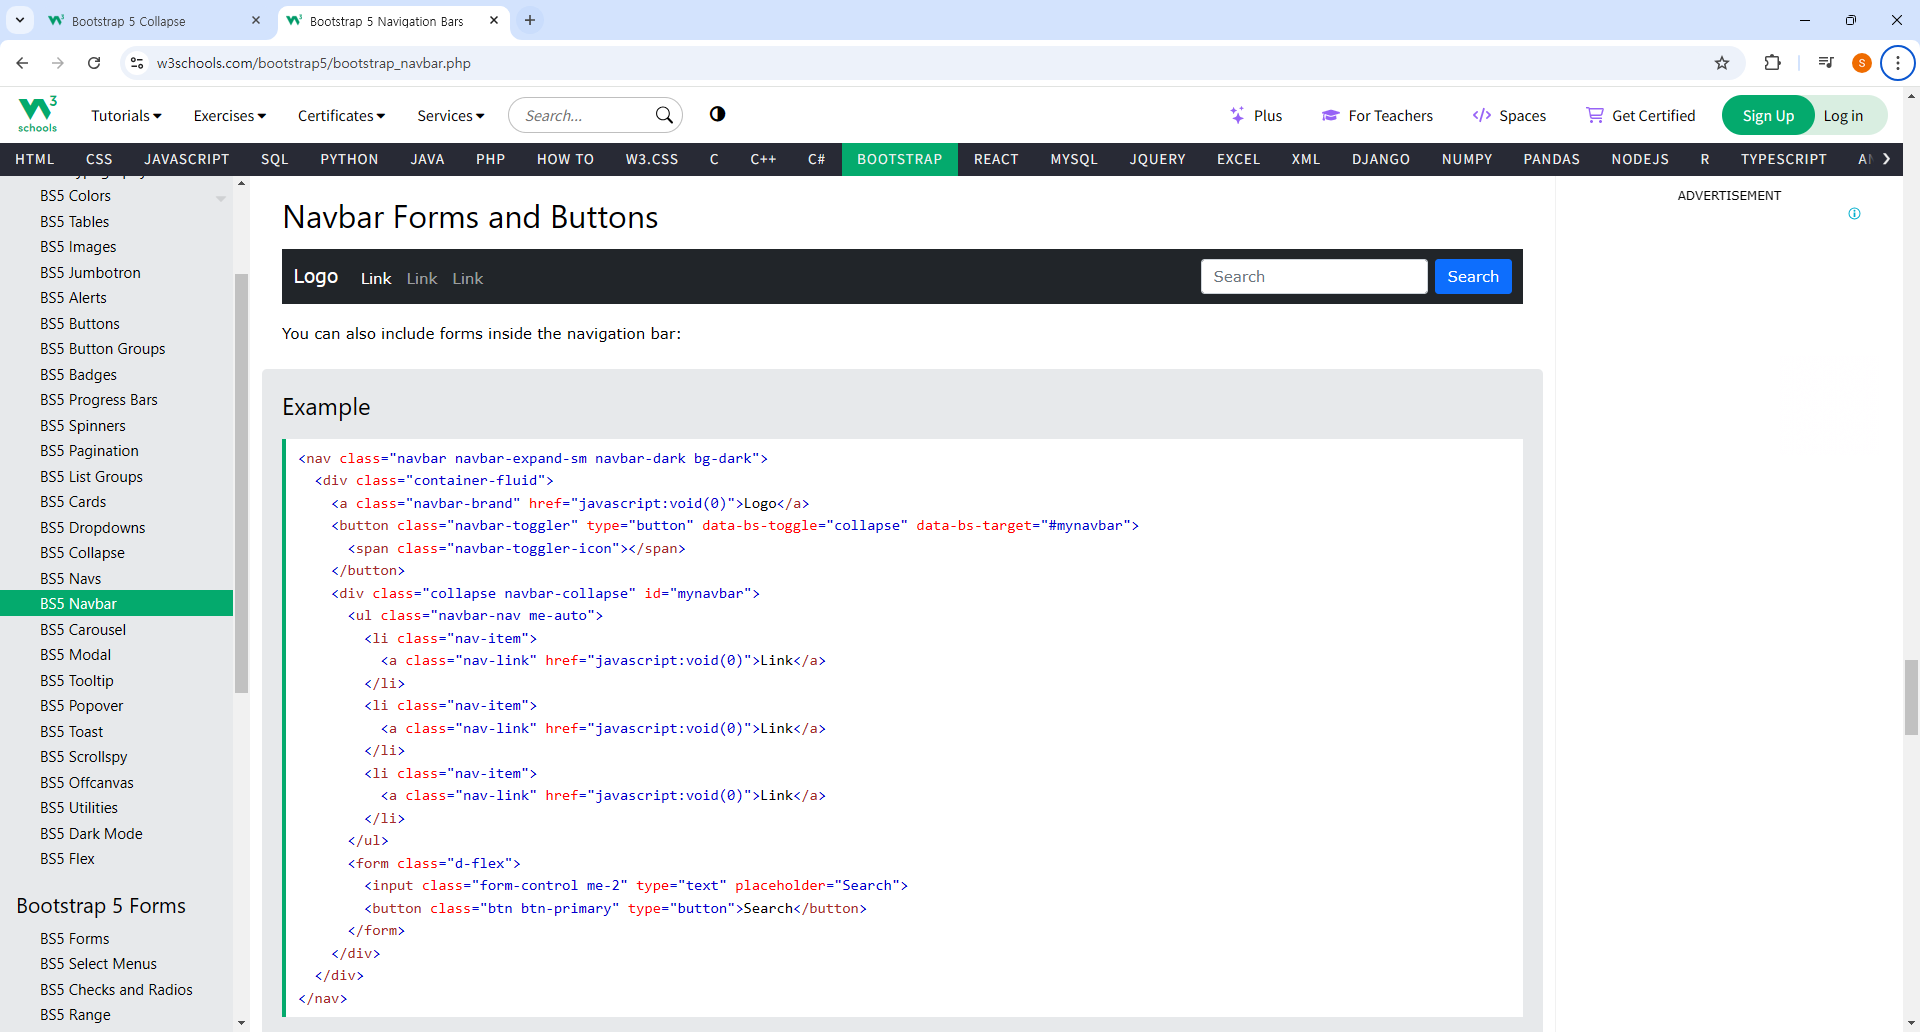 Bootstrap 5 Collapse
Bootstrap 5 Navigation Bars
w3schools.com/bootstrap5/bootstrap_navbar.php
S
W 3 schools
Tutorials
Exercises
Certificates
Services
Search...
Plus
For Teachers
Spaces
Get Certified
Sign Up
Log in
HTML
CSS
JAVASCRIPT
SQL
PYTHON
JAVA
PHP
HOW TO
W3.CSS
C
C++
C#
BOOTSTRAP
REACT
MYSQL
JQUERY
EXCEL
XML
DJANGO
NUMPY
PANDAS
NODEJS
R
TYPESCRIPT
BS5 Colors
BS5 Tables
BS5 Images
BS5 Jumbotron
BS5 Alerts
BS5 Buttons
BS5 Button Groups
BS5 Badges
BS5 Progress Bars
BS5 Spinners
BS5 Pagination
BS5 List Groups
BS5 Cards
BS5 Dropdowns
BS5 Collapse
BS5 Navs
BS5 Navbar
BS5 Carousel
BS5 Modal
BS5 Tooltip
BS5 Popover
BS5 Toast
BS5 Scrollspy
BS5 Offcanvas
BS5 Utilities
BS5 Dark Mode
BS5 Flex
Bootstrap 5 Forms
BS5 Forms
BS5 Select Menus
BS5 Checks and Radios
BS5 Range
Navbar Forms and Buttons
Logo Link Link Link Search Search
You can also include forms inside the navigation bar:
Example
<nav class="navbar navbar-expand-sm navbar-dark bg-dark">
<div class="container-fluid">
<a class="navbar-brand" href="javascript:void(0)">Logo</a>
<button class="navbar-toggler" type="button" data-bs-toggle="collapse" data-bs-target="#mynavbar">
<span class="navbar-toggler-icon"></span>
</button>
<div class="collapse navbar-collapse" id="mynavbar">
<ul class="navbar-nav me-auto">
<li class="nav-item">
<a class="nav-link" href="javascript:void(0)">Link</a>
</li>
<li class="nav-item">
<a class="nav-link" href="javascript:void(0)">Link</a>
</li>
<li class="nav-item">
<a class="nav-link" href="javascript:void(0)">Link</a>
</li>
</ul>
<form class="d-flex">
<input class="form-control me-2" type="text" placeholder="Search">
<button class="btn btn-primary" type="button">Search</button>
</form>
</div>
</div>
</nav>
ADVERTISEMENT